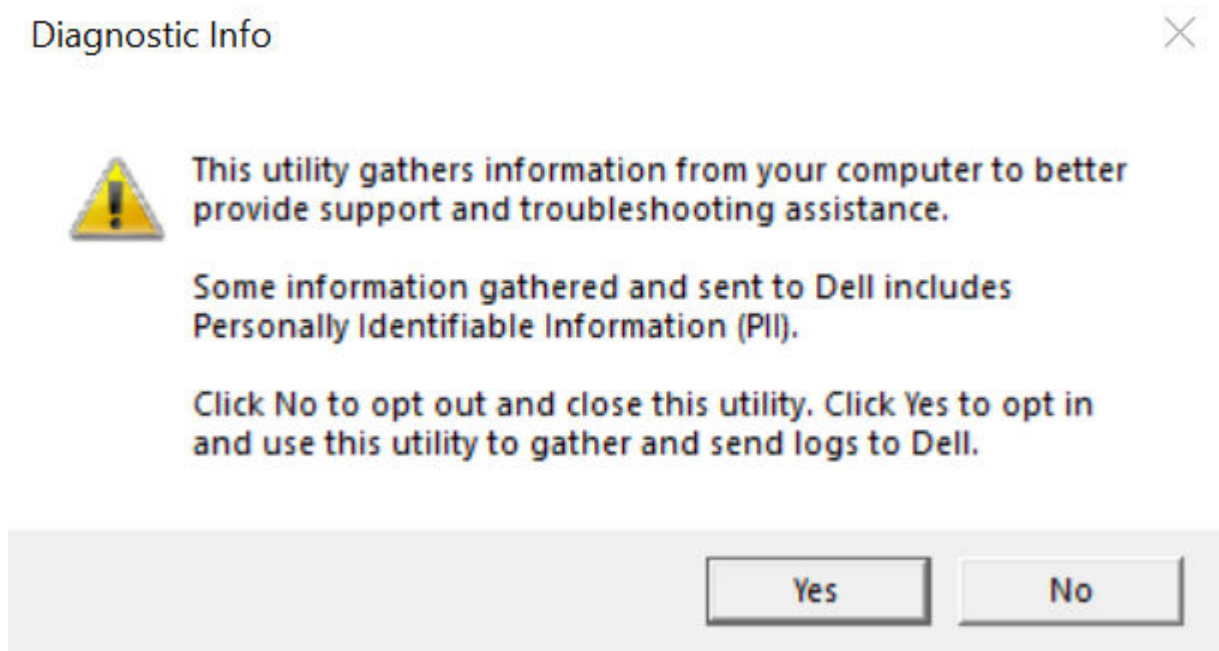 Diagnostic Info
This utility gathers information from your computer to better
provide support and troubleshooting assistance.
Some information gathered and sent to Dell includes
Personally Identifiable Information (PII).
Click No to opt out and close this utility. Click Yes to opt in
and use this utility to gather and send logs to Dell.
Yes
No